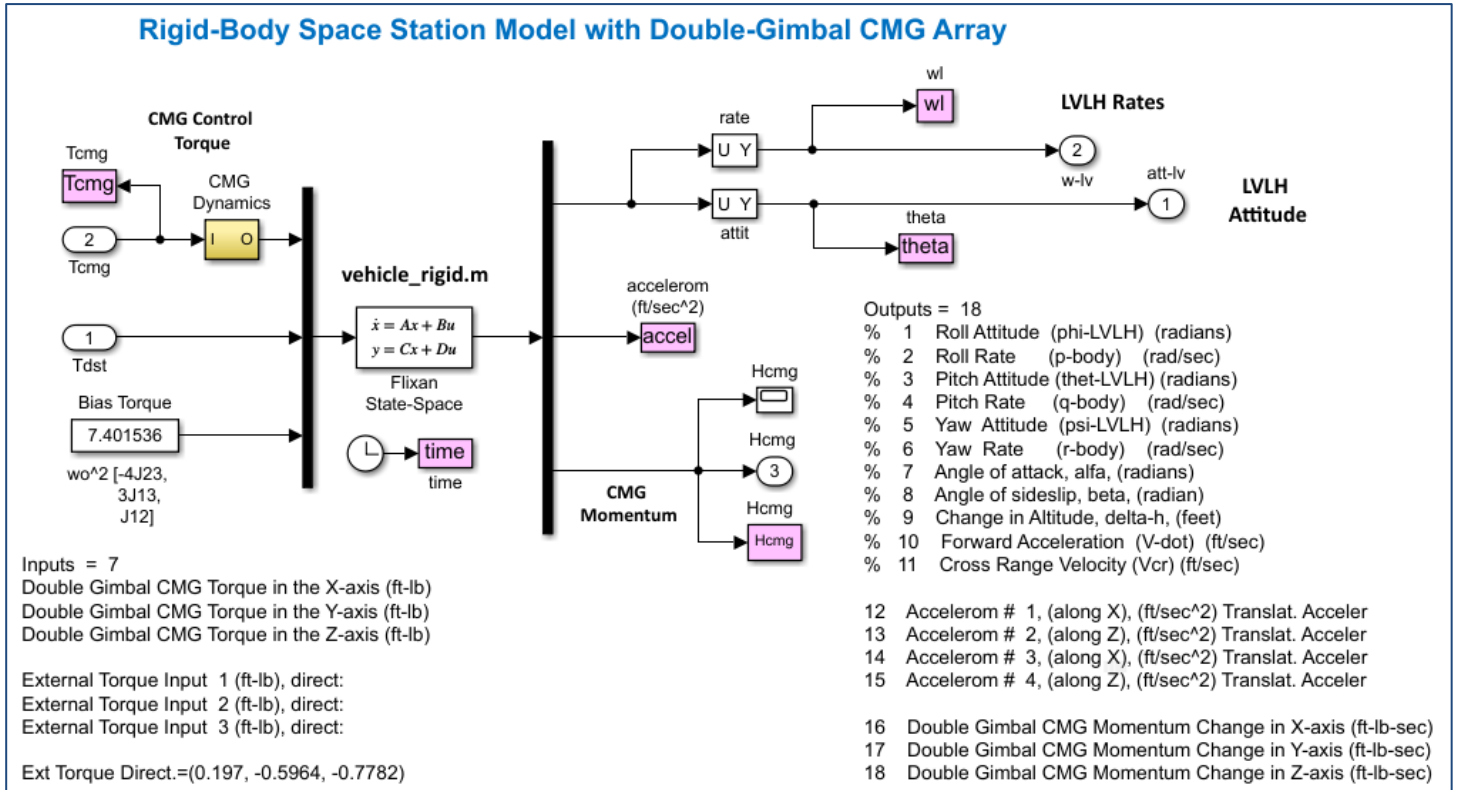 Rigid-Body Space Station Model with Double-Gimbal CMG Array
CMG Control
Torque
Tcmg
Tcmg
CMG
Dynamics
2
I O
Tcmg
1
Tdst
Bias Torque
7.401536
wo^2 [-4J23,
3J13,
J12]
vehicle_rigid.m
ẋ = Ax + Bu
y = Cx + Du
Flixan
State-Space
time
time
rate
U Y
U Y
attit
wl
wl
LVLH Rates
2
w-lv
att-lv
1
LVLH
Attitude
theta
theta
accelerom
(ft/sec^2)
accel
Hcmg
Hcmg
3
CMG
Momentum
Hcmg
Hcmg
Inputs = 7
Double Gimbal CMG Torque in the X-axis (ft-lb)
Double Gimbal CMG Torque in the Y-axis (ft-lb)
Double Gimbal CMG Torque in the Z-axis (ft-lb)
External Torque Input 1 (ft-lb), direct:
External Torque Input 2 (ft-lb), direct:
External Torque Input 3 (ft-lb), direct:
Ext Torque Direct.=(0.197, -0.5964, -0.7782)
Outputs = 18
% 1 Roll Attitude (phi-LVLH) (radians)
% 2 Roll Rate (p-body) (rad/sec)
% 3 Pitch Attitude (thet-LVLH) (radians)
% 4 Pitch Rate (q-body) (rad/sec)
% 5 Yaw Attitude (psi-LVLH) (radians)
% 6 Yaw Rate (r-body) (rad/sec)
% 7 Angle of attack, alfa, (radians)
% 8 Angle of sideslip, beta, (radian)
% 9 Change in Altitude, delta-h, (feet)
% 10 Forward Acceleration (V-dot) (ft/sec)
% 11 Cross Range Velocity (Vcr) (ft/sec)
12 Accelerom # 1, (along X), (ft/sec^2) Translat. Acceler
13 Accelerom # 2, (along Z), (ft/sec^2) Translat. Acceler
14 Accelerom # 3, (along X), (ft/sec^2) Translat. Acceler
15 Accelerom # 4, (along Z), (ft/sec^2) Translat. Acceler
16 Double Gimbal CMG Momentum Change in X-axis (ft-lb-sec)
17 Double Gimbal CMG Momentum Change in Y-axis (ft-lb-sec)
18 Double Gimbal CMG Momentum Change in Z-axis (ft-lb-sec)